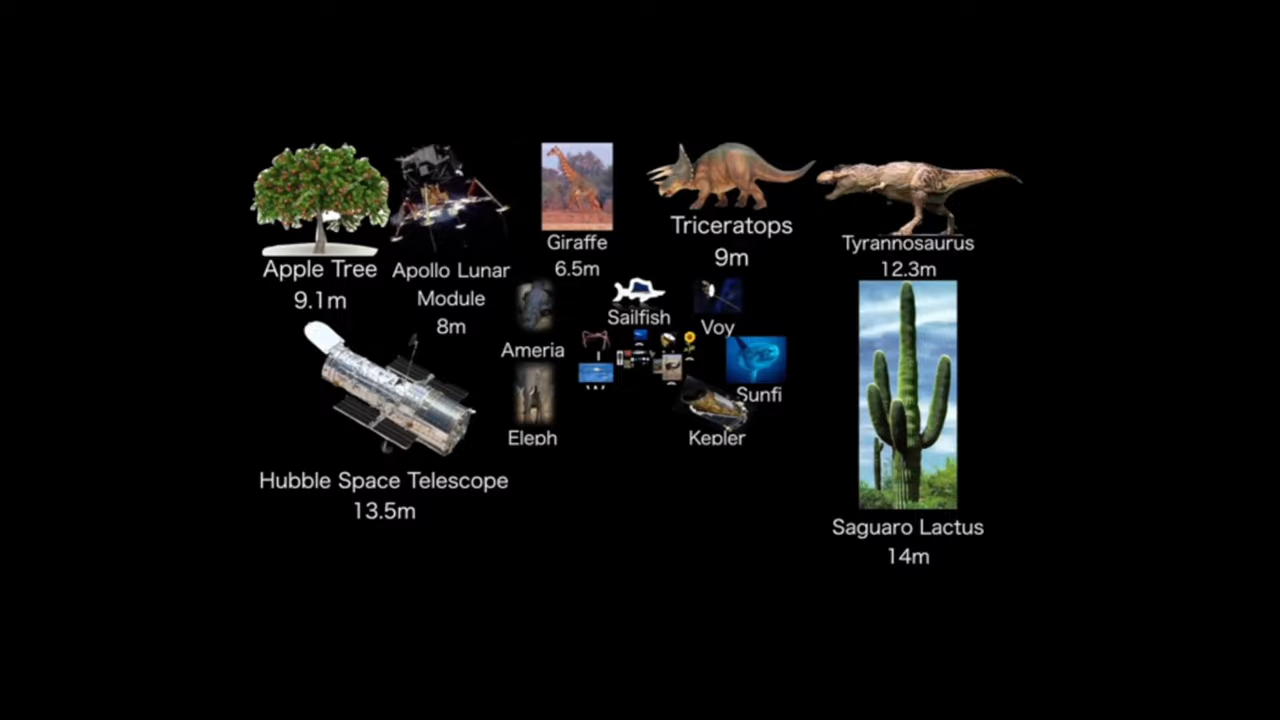 Apple Tree
9.1m
Apollo Lunar
Module
8m
Giraffe
6.5m
Triceratops
9m
Tyrannosaurus
12.3m
Ameria
Sailfish
Voy
Sunfi
Eleph
Kepler
Hubble Space Telescope
13.5m
Saguaro Lactus
14m